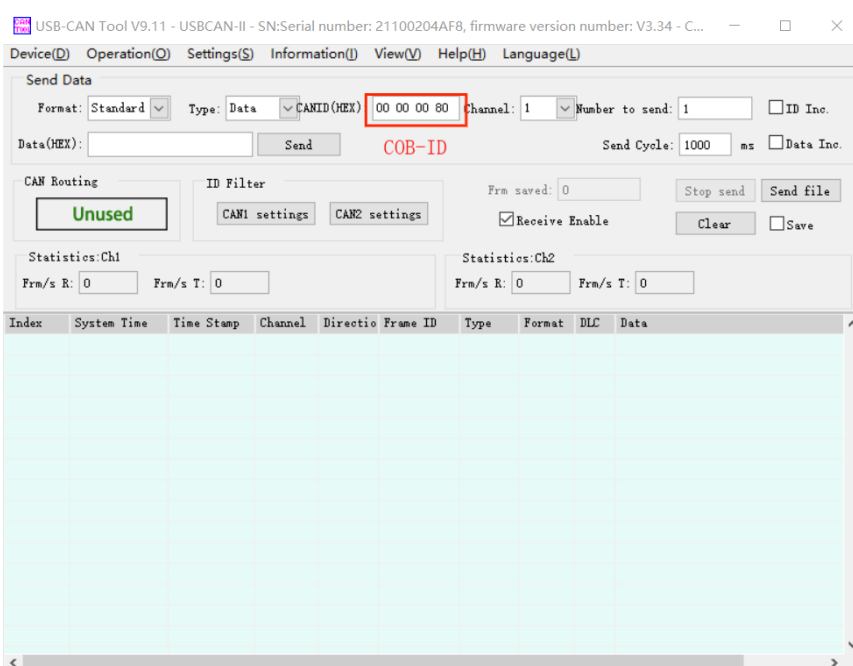 USB-CAN Tool V9.11 - USBCAN-II - SN:Serial number: 21100204AF8, firmware version number: V3.34 - C...
Device(D) Operation(O) Settings(S) Information(I) View(V) Help(H) Language(L)
Send Data
Format: Standard Type: Data CANID(HEX) 00 00 00 80 Channel: 1 Number to send: 1 ID Inc.
Data(HEX): Send COB-ID Send Cycle: 1000 ms Data Inc.
CAN Routing ID Filter
Frm saved: 0 Stop send Send file
Unused CAN1 settings CAN2 settings Receive Enable Clear Save
Statistics:Ch1 Statistics:Ch2
Frm/s R: 0 Frm/s T: 0 Frm/s R: 0 Frm/s T: 0
Index System Time Time Stamp Channel Directio Frame ID Type Format DLC Data